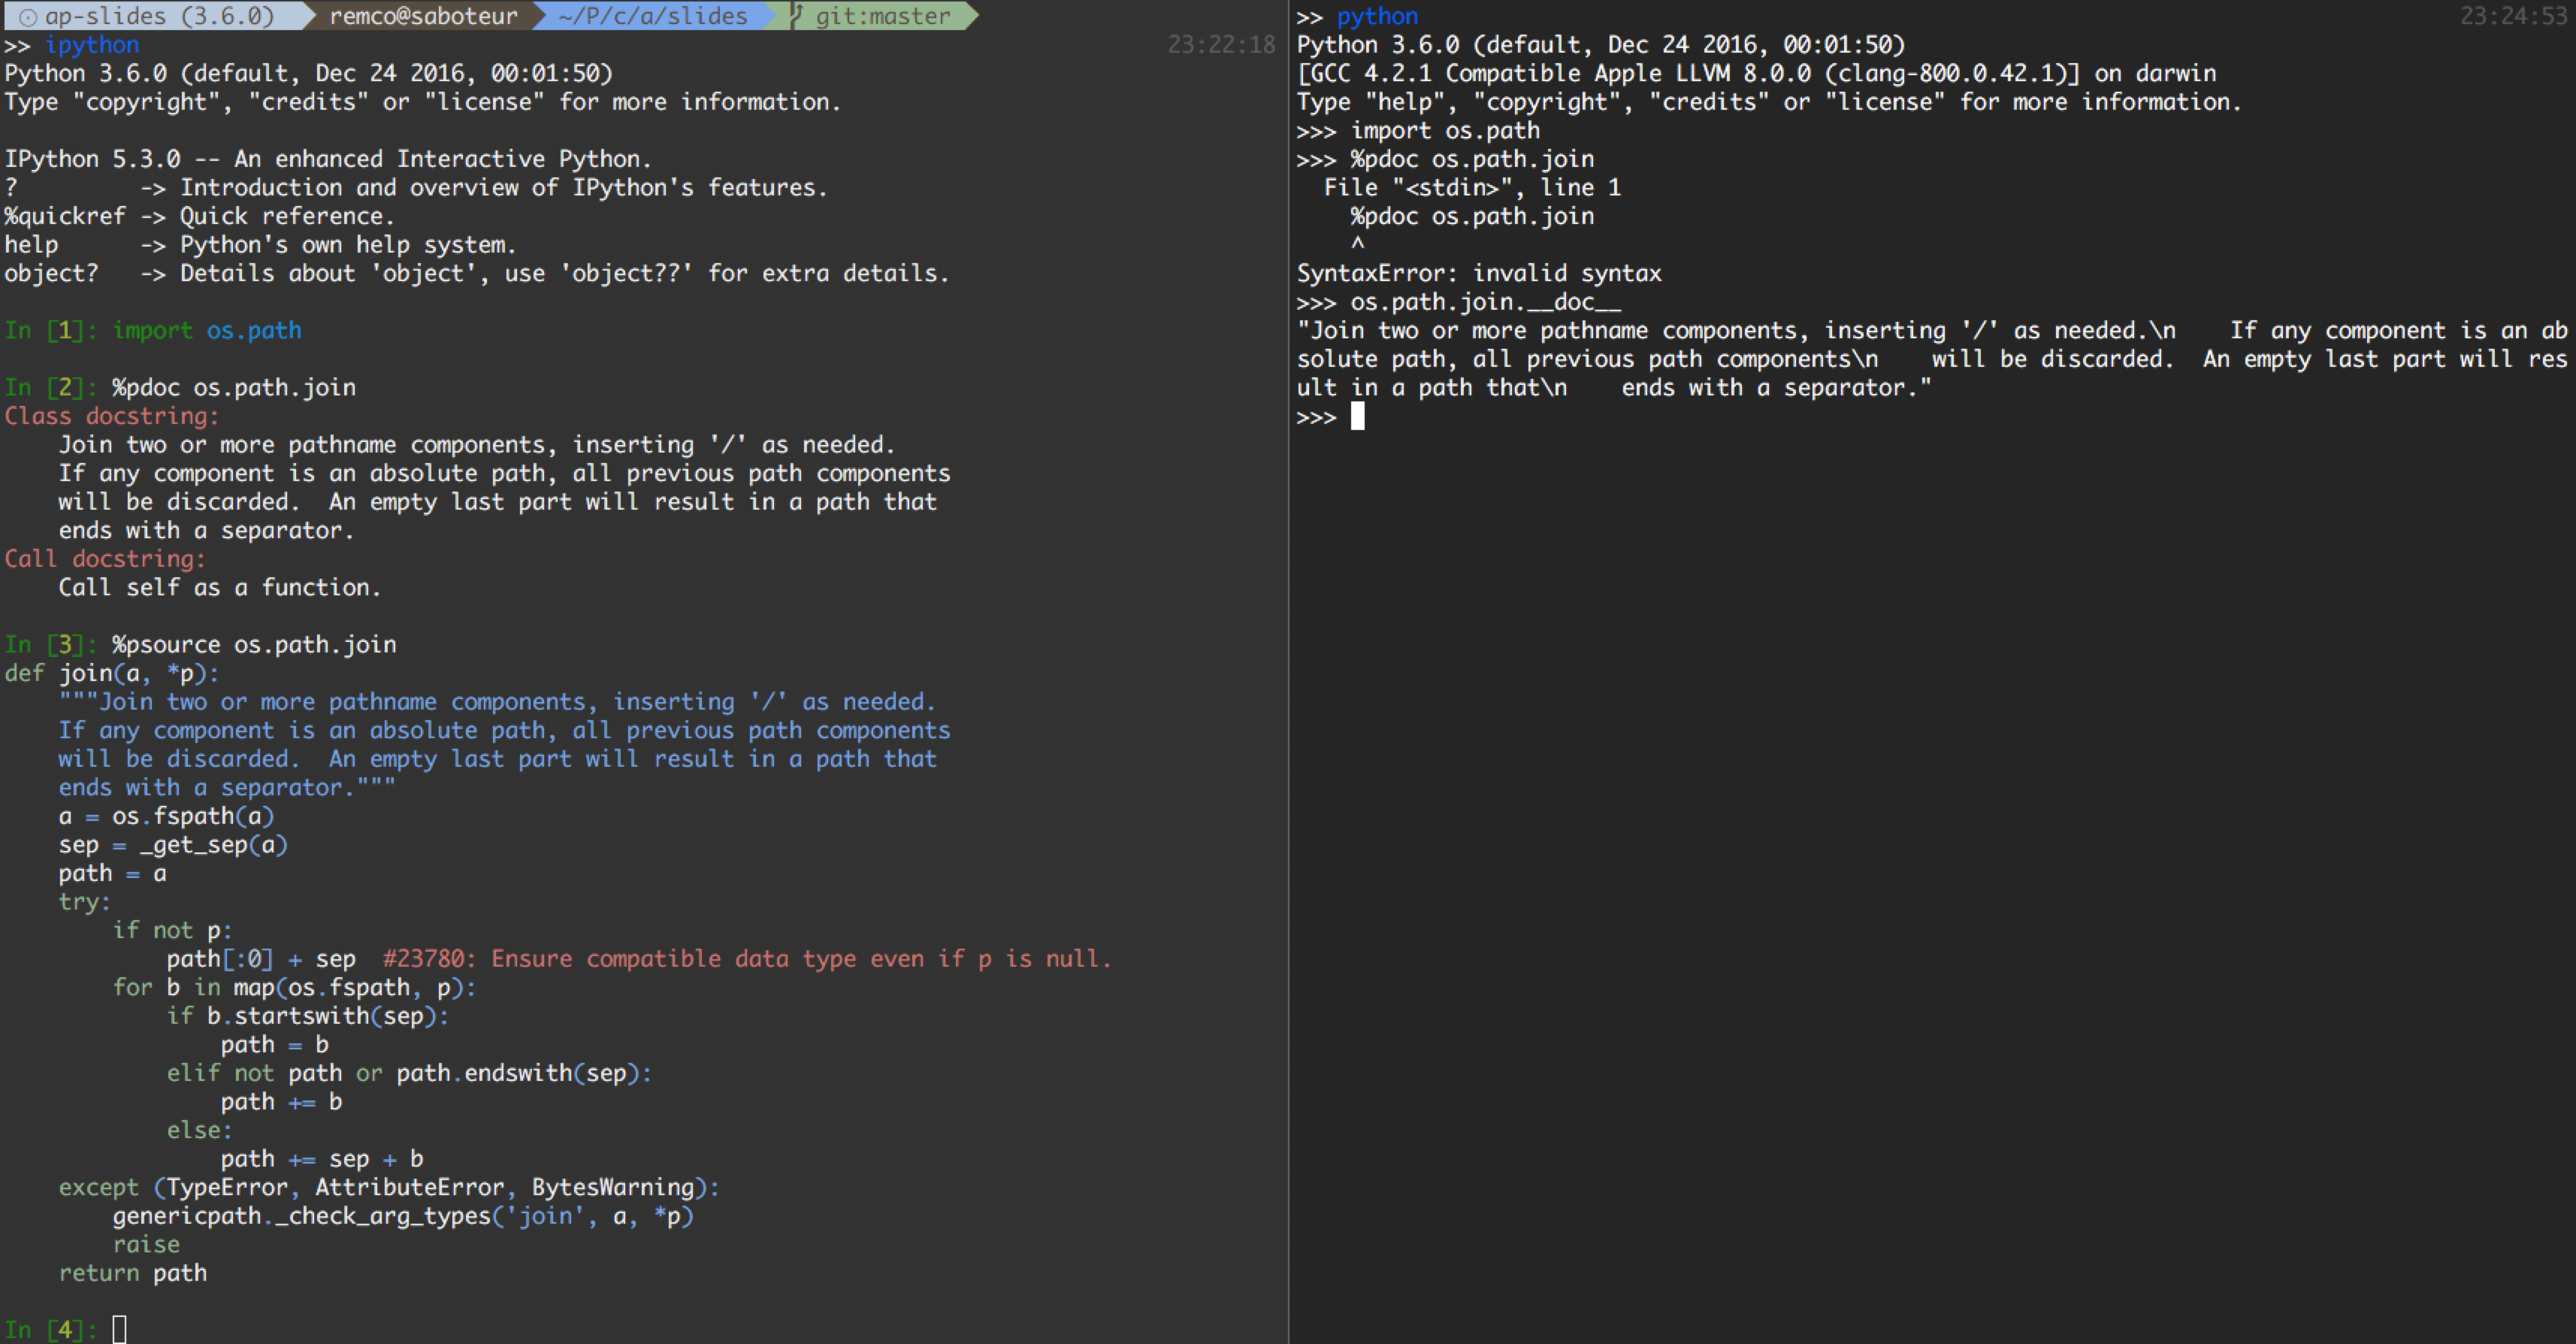 ap-slides (3.6.0) remco@saboteur ~/P/c/a/slides git:master
>> ipython 23:22:18
Python 3.6.0 (default, Dec 24 2016, 00:01:50)
Type "copyright", "credits" or "license" for more information.

IPython 5.3.0 -- An enhanced Interactive Python.
?         -> Introduction and overview of IPython's features.
%quickref -> Quick reference.
help      -> Python's own help system.
object?   -> Details about 'object', use 'object??' for extra details.

In [1]: import os.path

In [2]: %pdoc os.path.join
Class docstring:
    Join two or more pathname components, inserting '/' as needed.
    If any component is an absolute path, all previous path components
    will be discarded.  An empty last part will result in a path that
    ends with a separator.
Call docstring:
    Call self as a function.

In [3]: %psource os.path.join
def join(a, *p):
    """Join two or more pathname components, inserting '/' as needed.
    If any component is an absolute path, all previous path components
    will be discarded.  An empty last part will result in a path that
    ends with a separator."""
    a = os.fspath(a)
    sep = _get_sep(a)
    path = a
    try:
        if not p:
            path[:0] + sep  #23780: Ensure compatible data type even if p is null.
        for b in map(os.fspath, p):
            if b.startswith(sep):
                path = b
            elif not path or path.endswith(sep):
                path += b
            else:
                path += sep + b
    except (TypeError, AttributeError, BytesWarning):
        genericpath._check_arg_types('join', a, *p)
        raise
    return path

In [4]:
>> python 23:24:53
Python 3.6.0 (default, Dec 24 2016, 00:01:50)
[GCC 4.2.1 Compatible Apple LLVM 8.0.0 (clang-800.0.42.1)] on darwin
Type "help", "copyright", "credits" or "license" for more information.
>>> import os.path
>>> %pdoc os.path.join
  File "<stdin>", line 1
    %pdoc os.path.join
    ^
SyntaxError: invalid syntax
>>> os.path.join.__doc__
"Join two or more pathname components, inserting '/' as needed.\n    If any component is an ab
solute path, all previous path components\n    will be discarded.  An empty last part will res
ult in a path that\n    ends with a separator."
>>>